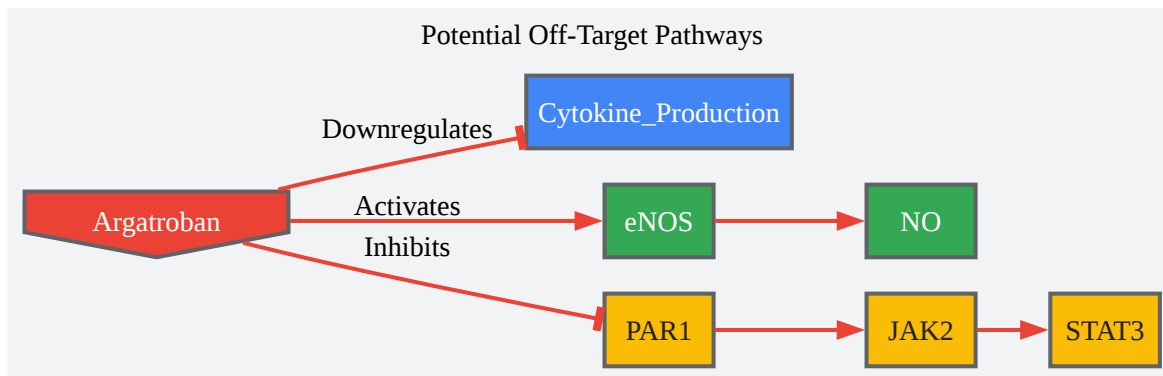 Potential Off-Target Pathways
Cytokine_Production
Downregulates
Argatroban
Activates
eNOS
NO
Inhibits
PAR1
JAK2
STAT3